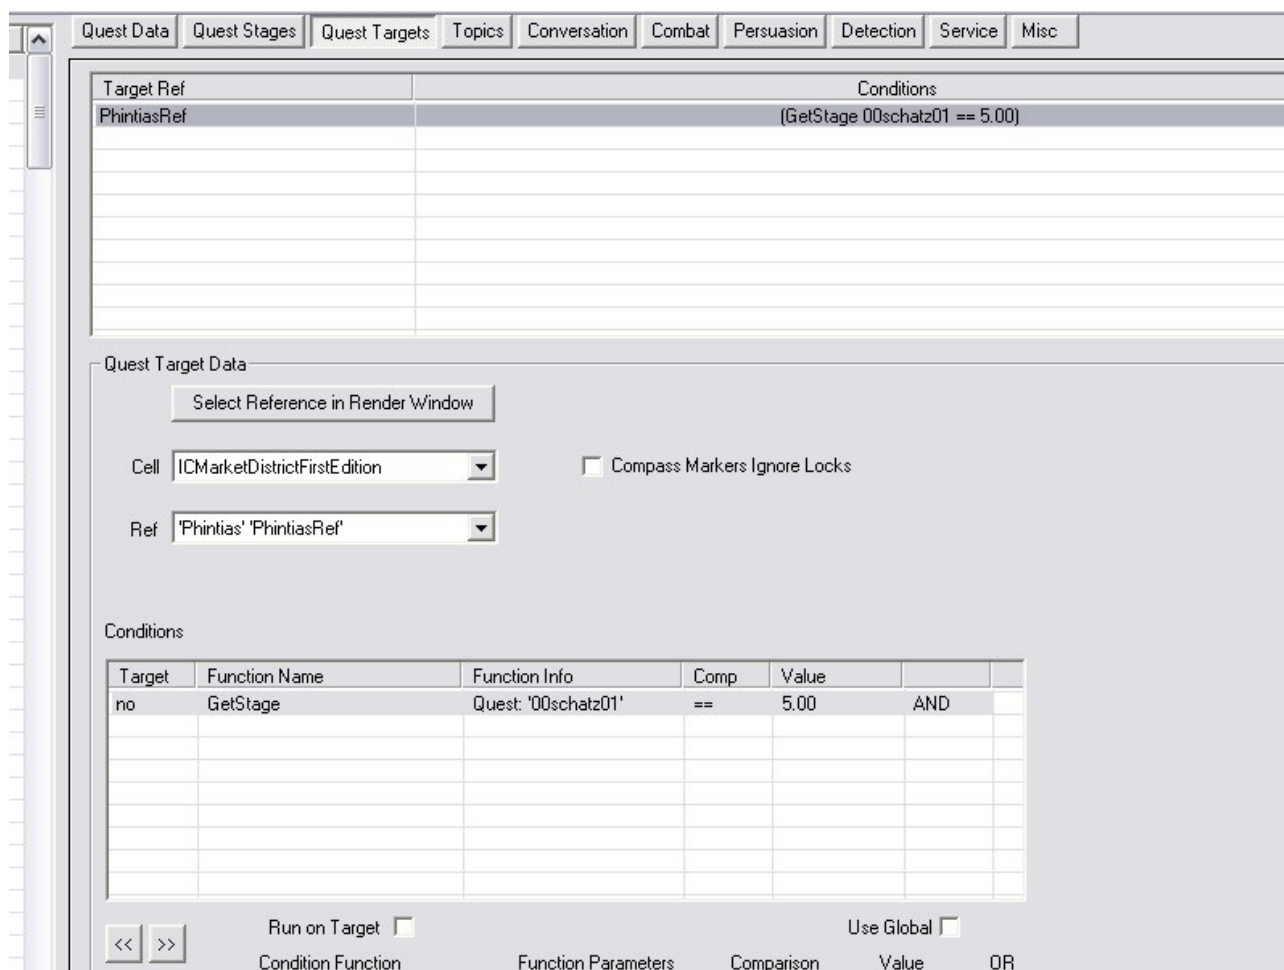 Quest Data Quest Stages Quest Targets Topics Conversation Combat Persuasion Detection Service Misc
Target Ref Conditions
PhintiasRef (GetStage 00schatz01 == 5.00)
Quest Target Data
Select Reference in Render Window
Cell ICMarketDistrictFirstEdition Compass Markers Ignore Locks
Ref 'Phintias' 'PhintiasRef'
Conditions
Target Function Name Function Info Comp Value
no GetStage Quest: '00schatz01' == 5.00 AND
Run on Target Use Global
<< >>
Condition Function Function Parameters Comparison Value OR